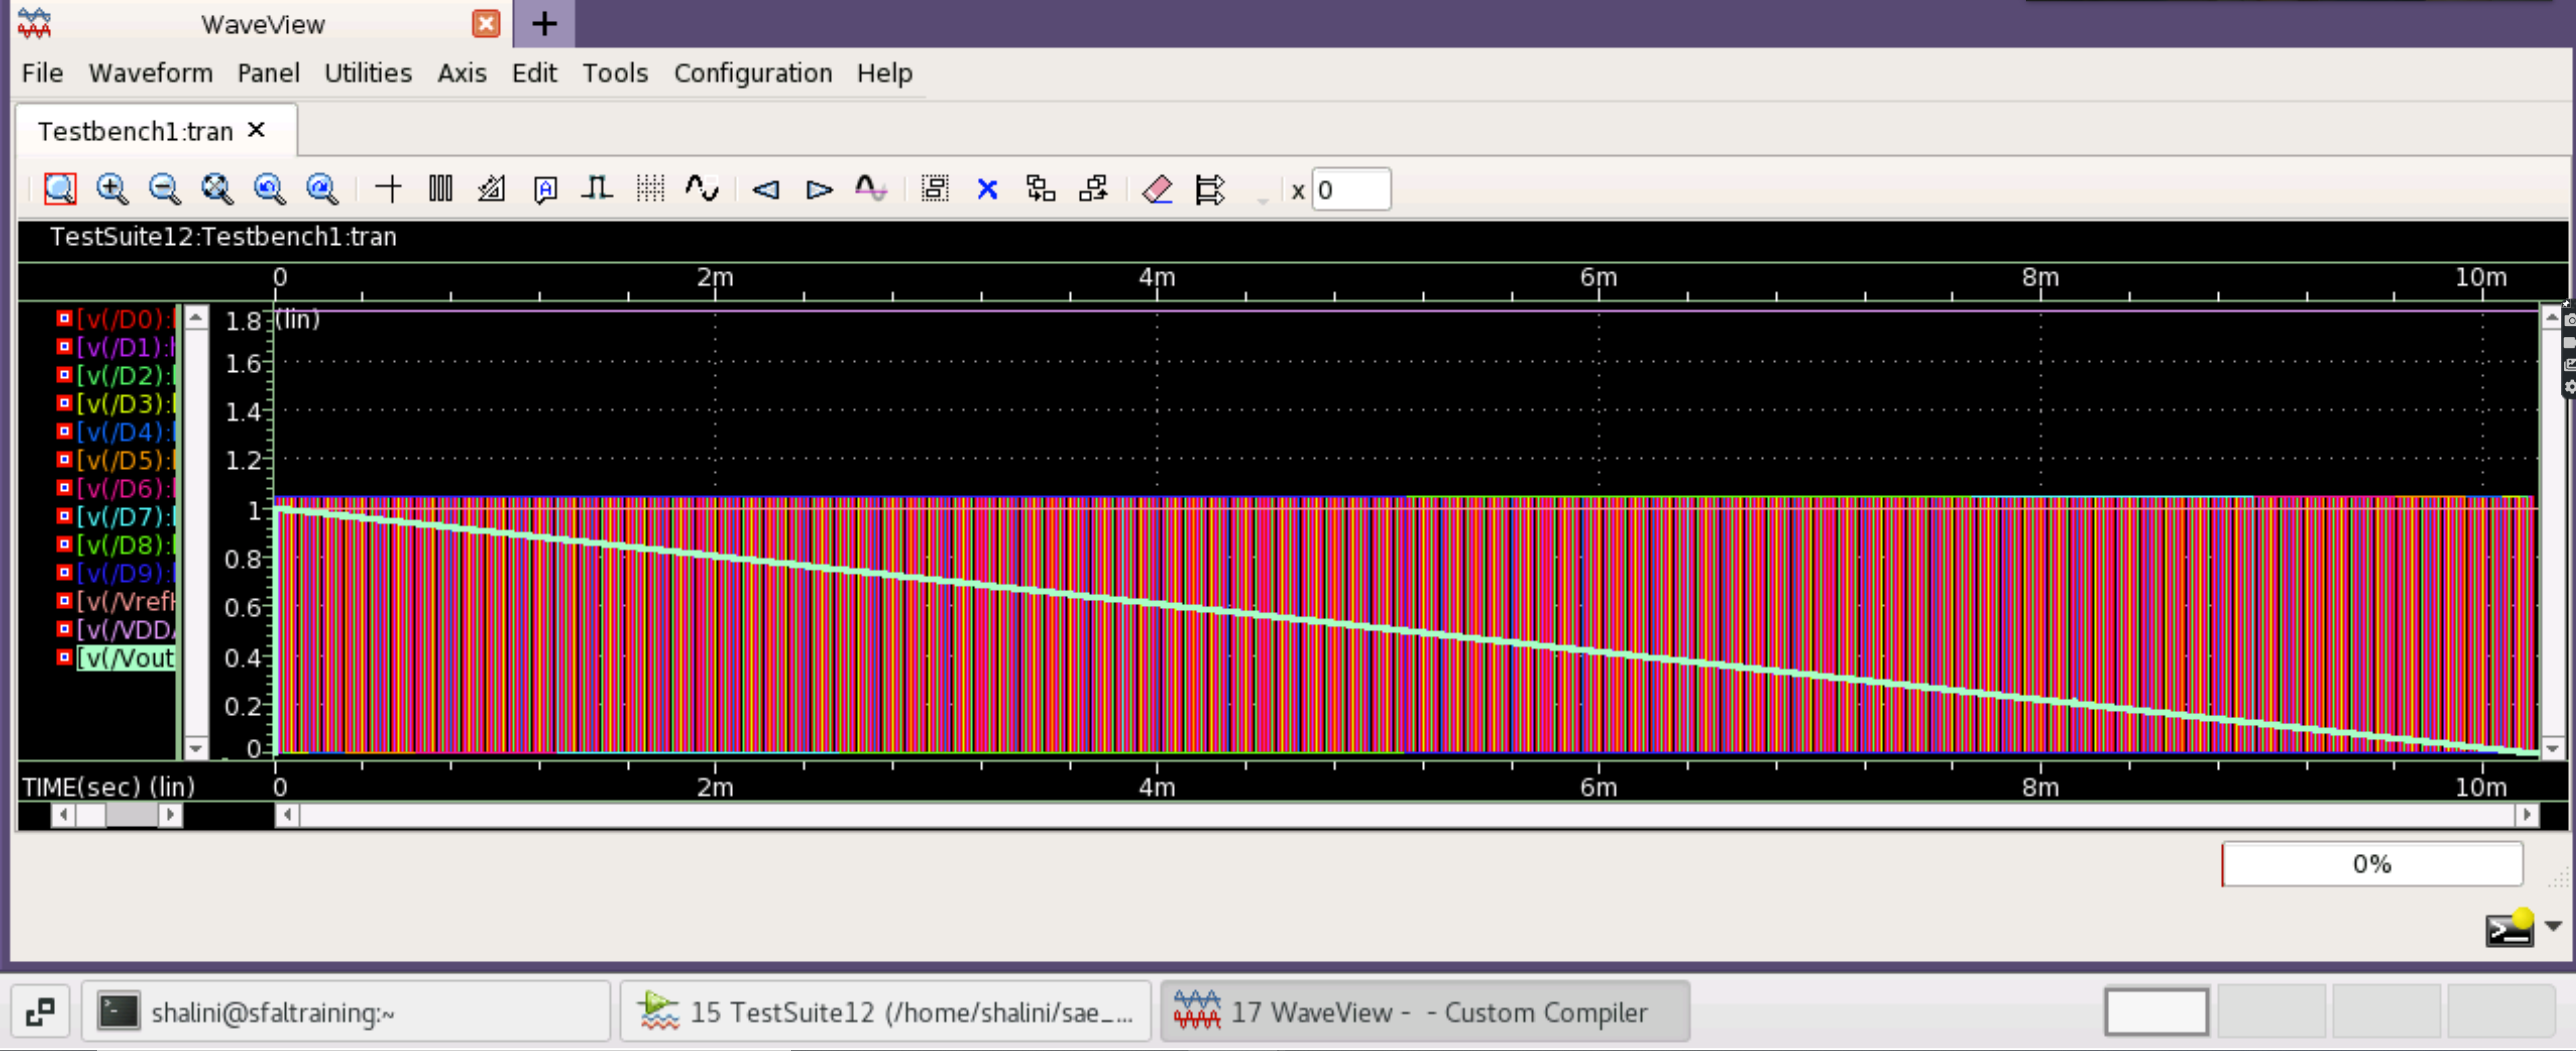 WaveView
File Waveform Panel Utilities Axis Edit Tools Configuration Help
Testbench1:tran
x 0
TestSuite12:Testbench1:tran
0 2m 4m 6m 8m 10m
(lin)
[v(/D0):
[v(/D1):
[v(/D2):
[v(/D3):
[v(/D4):
[v(/D5):
[v(/D6):
[v(/D7):
[v(/D8):
[v(/D9):
[v(/Vref
[v(/VDD
[v(/Vout
1.8
1.6
1.4
1.2
1
0.8
0.6
0.4
0.2
0
TIME(sec) (lin) 0 2m 4m 6m 8m 10m
0%
shalini@sfaltraining:~
15 TestSuite12 (/home/shalini/sae_...
17 WaveView - - Custom Compiler